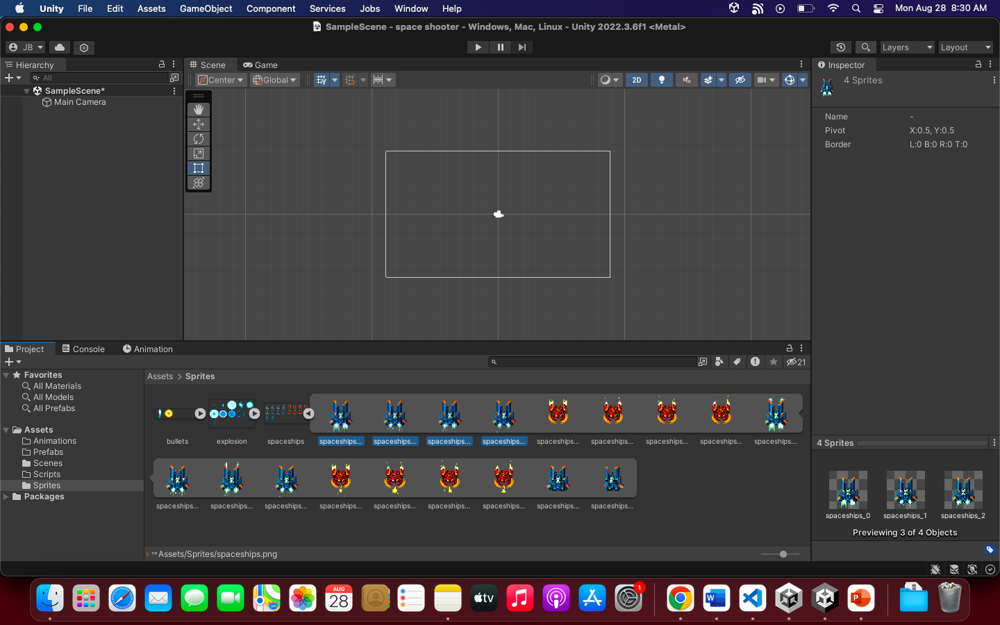 Unity File Edit Assets GameObject Component Services Jobs Window Help Mon Aug 28 8:30 AM
SampleScene - space shooter - Windows, Mac, Linux - Unity 2022.3.6f1 <Metal>
JB Layers Layout
Hierarchy
All
SampleScene*
Main Camera
Scene Game
Center Global 2D
Inspector
4 Sprites
Name -
Pivot X:0.5, Y:0.5
Border L:0 B:0 R:0 T:0
Project Console Animation
21
Favorites
All Materials
All Models
All Prefabs
Assets
Animations
Prefabs
Scenes
Scripts
Sprites
Packages
Assets > Sprites
bullets explosion spaceships spaceships... spaceships... spaceships... spaceships... spaceships... spaceships... spaceships... spaceships... spaceships...
spaceships... spaceships... spaceships... spaceships... spaceships... spaceships... spaceships... spaceships... spaceships...
Assets/Sprites/spaceships.png
4 Sprites
spaceships_0 spaceships_1 spaceships_2
Previewing 3 of 4 Objects
AUG
28
tv
1
W
P